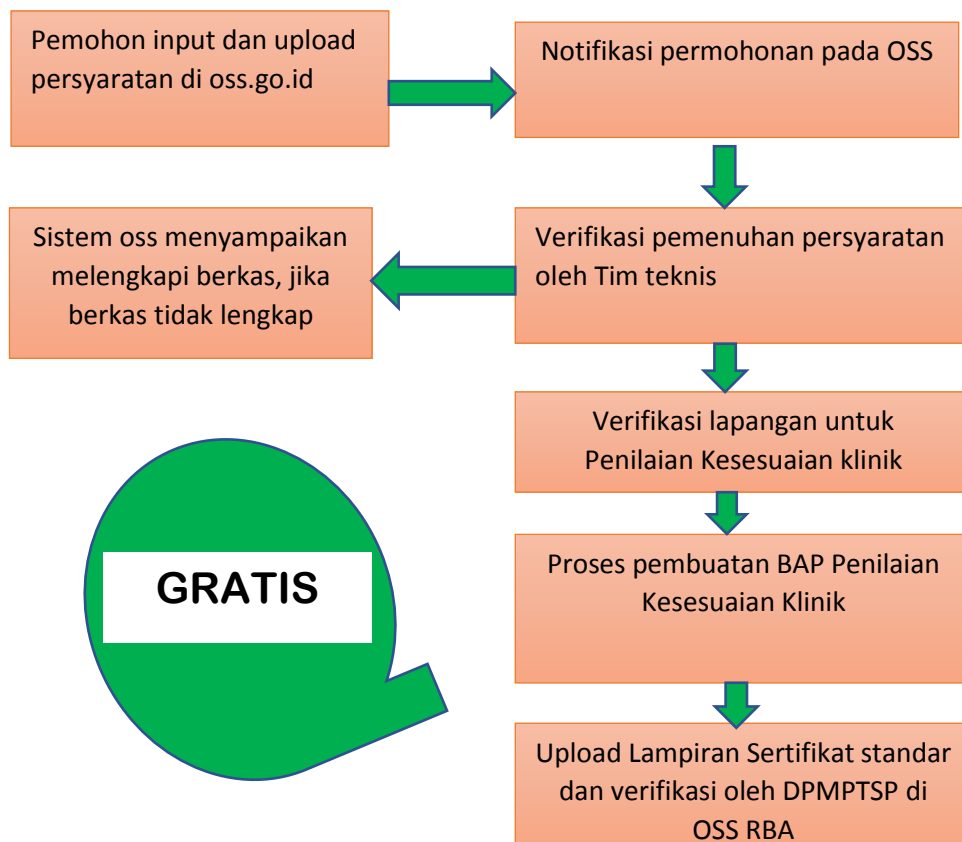 Pemohon input dan upload
persyaratan di oss.go.id
Notifikasi permohonan pada OSS
Verifikasi pemenuhan persyaratan
oleh Tim teknis
Sistem oss menyampaikan
melengkapi berkas, jika
berkas tidak lengkap
Verifikasi lapangan untuk
Penilaian Kesesuaian klinik
Proses pembuatan BAP Penilaian
Kesesuaian Klinik
Upload Lampiran Sertifikat standar
dan verifikasi oleh DPMPTSP di
OSS RBA
GRATIS